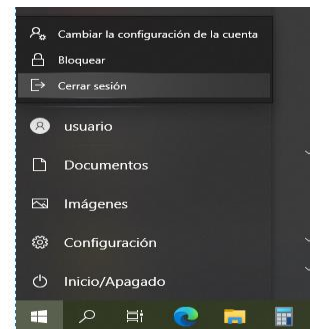 Cambiar la configuración de la cuenta
Bloquear
Cerrar sesión
usuario
Documentos
Imágenes
Configuración
Inicio/Apagado